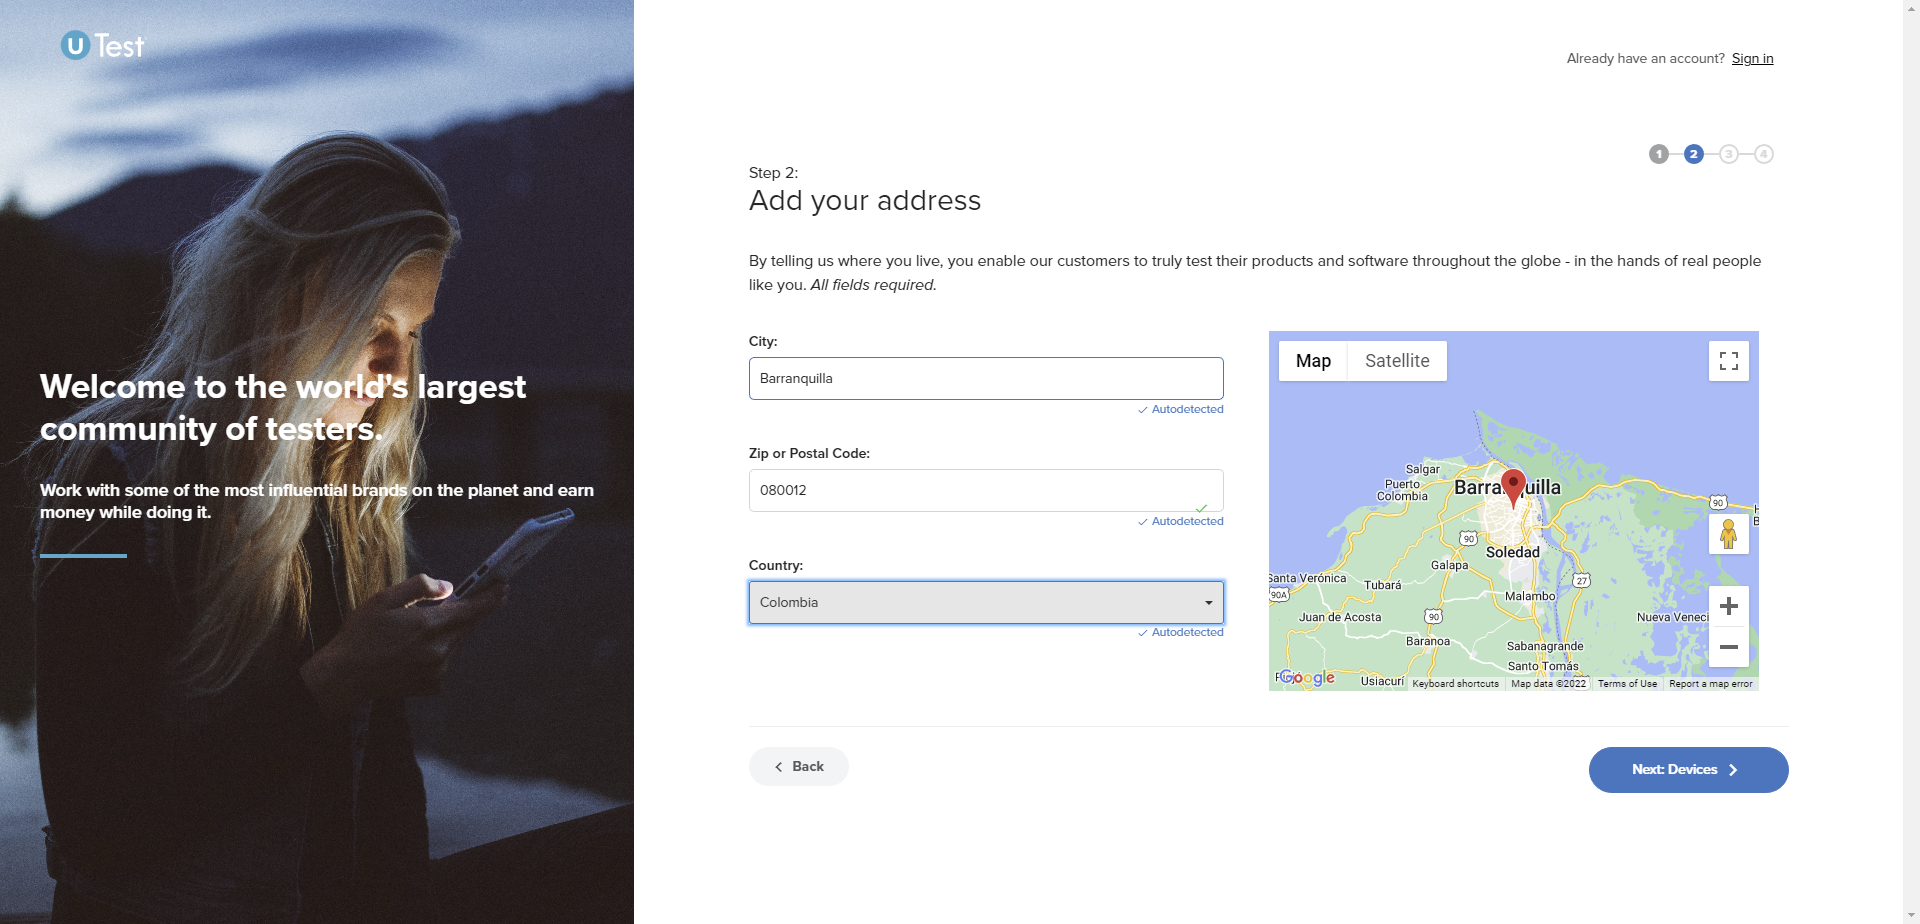 U Test
Welcome to the world's largest
community of testers.
Work with some of the most influential brands on the planet and earn
money while doing it.
Already have an account? Sign in
1 2 3 4
Step 2:
Add your address
By telling us where you live, you enable our customers to truly test their products and software throughout the globe - in the hands of real people
like you. All fields required.
City:
Barranquilla
Autodetected
Zip or Postal Code:
080012
Autodetected
Country:
Colombia
Autodetected
Map Satellite
Salgar
Puerto
Colombia
90
90
Soledad
Galapa
27
Santa Verónica
Tubará
90A
Malambo
Juan de Acosta
90
Baranoa
Sabanagrande
Santo Tomás
Google
Usiacurí
Keyboard shortcuts
Map data ©2022
Terms of Use
Report a map error
Back
Next: Devices